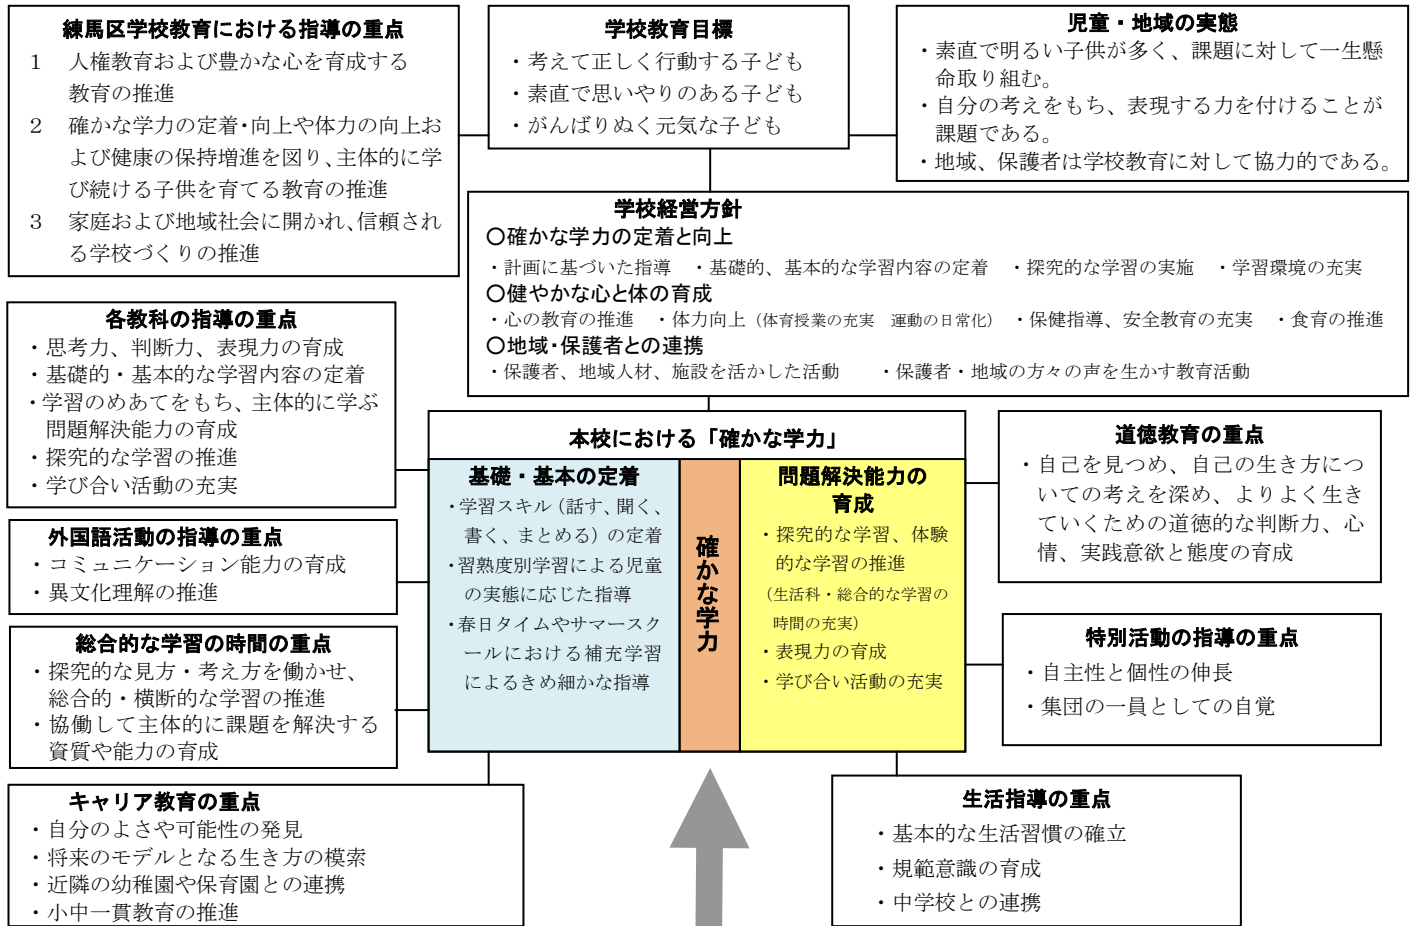 練馬区学校教育における指導の重点
1 人権教育および豊かな心を育成する
教育の推進
2 確かな学力の定着・向上や体力の向上お
よび健康の保持増進を図り、主体的に学
び続ける子供を育てる教育の推進
3 家庭および地域社会に開かれ、信頼され
る学校づくりの推進
学校教育目標
・考えて正しく行動する子ども
・素直で思いやりのある子ども
・がんばりぬく元気な子ども
児童・地域の実態
・素直で明るい子供が多く、課題に対して一生懸
命取り組む。
・自分の考えをもち、表現する力を付けることが
課題である。
・地域、保護者は学校教育に対して協力的である。
学校経営方針
〇確かな学力の定着と向上
・計画に基づいた指導 ・基礎的、基本的な学習内容の定着 ・探究的な学習の実施 ・学習環境の充実
〇健やかな心と体の育成
・心の教育の推進 ・体力向上（体育授業の充実 運動の日常化） ・保健指導、安全教育の充実 ・食育の推進
〇地域・保護者との連携
・保護者、地域人材、施設を活かした活動 ・保護者・地域の方々の声を生かす教育活動
各教科の指導の重点
・思考力、判断力、表現力の育成
・基礎的・基本的な学習内容の定着
・学習のめあてをもち、主体的に学ぶ
問題解決能力の育成
・探究的な学習の推進
・学び合い活動の充実
外国語活動の指導の重点
・コミュニケーション能力の育成
・異文化理解の推進
総合的な学習の時間の重点
・探究的な見方・考え方を働かせ、
総合的・横断的な学習の推進
・協働して主体的に課題を解決する
資質や能力の育成
キャリア教育の重点
・自分のよさや可能性の発見
・将来のモデルとなる生き方の模索
・近隣の幼稚園や保育園との連携
・小中一貫教育の推進
本校における「確かな学力」
基礎・基本の定着
・学習スキル（話す、聞く、
書く、まとめる）の定着
・習熟度別学習による児童
の実態に応じた指導
・春日タイムやサマースク
ールにおける補充学習
によるきめ細かな指導
確かな学力
問題解決能力の
育成
・探究的な学習、体験
的な学習の推進
（生活科・総合的な学習の
時間の充実）
・表現力の育成
・学び合い活動の充実
道徳教育の重点
・自己を見つめ、自己の生き方につ
いての考えを深め、よりよく生き
ていくための道徳的な判断力、心
情、実践意欲と態度の育成
特別活動の指導の重点
・自主性と個性の伸長
・集団の一員としての自覚
生活指導の重点
・基本的な生活習慣の確立
・規範意識の育成
・中学校との連携